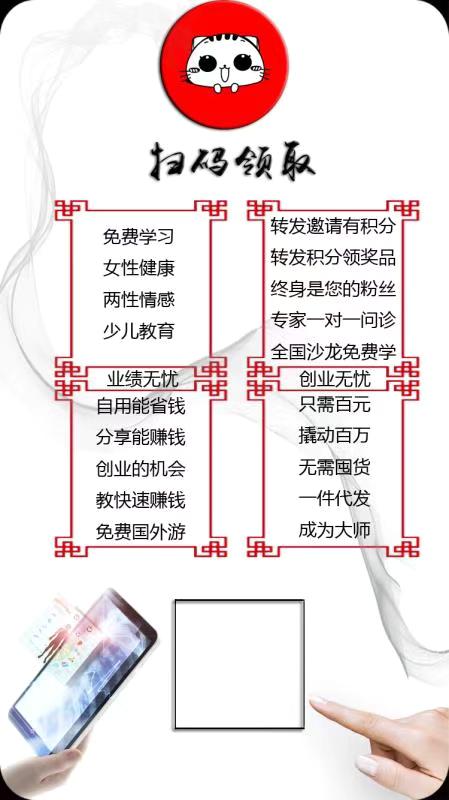 扫码领取
免费学习
女性健康
两性情感
少儿教育
业绩无忧
自用能省钱
分享能赚钱
创业的机会
教快速赚钱
免费国外游
转发邀请有积分
转发积分领奖品
终身是您的粉丝
专家一对一问诊
全国沙龙免费学
创业无忧
只需百元
撬动百万
无需囤货
一件代发
成为大师